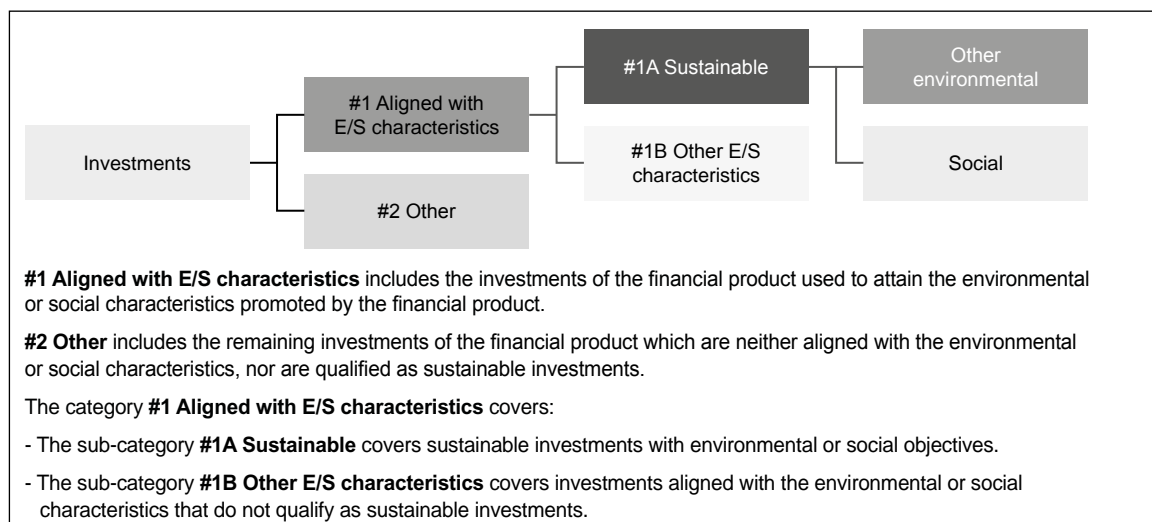 Investments
#1 Aligned with
E/S characteristics
#2 Other
#1A Sustainable
#1B Other E/S
characteristics
Other
environmental
Social
#1 Aligned with E/S characteristics includes the investments of the financial product used to attain the environmental
or social characteristics promoted by the financial product.
#2 Other includes the remaining investments of the financial product which are neither aligned with the environmental
or social characteristics, nor are qualified as sustainable investments.
The category #1 Aligned with E/S characteristics covers:
- The sub-category #1A Sustainable covers sustainable investments with environmental or social objectives.
- The sub-category #1B Other E/S characteristics covers investments aligned with the environmental or social
characteristics that do not qualify as sustainable investments.